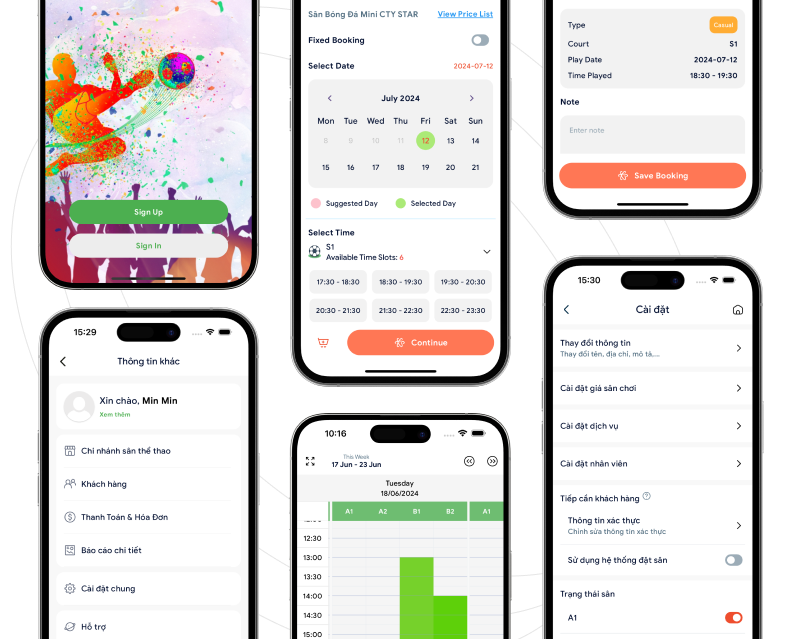 Sign Up
Sign In
15:29
Thông tin khác
Xin chào, Min Min
Xem thêm
Chi nhánh sân thể thao
Khách hàng
Thanh Toán & Hóa Đơn
Báo cáo chi tiết
Cài đặt chung
Hỗ trợ
Sân Bóng Đá Mini CTY STAR View Price List
Fixed Booking
Select Date 2024-07-12
July 2024
Mon Tue Wed Thu Fri Sat Sun
8 9 10 11 12 13 14
15 16 17 18 19 20 21
Suggested Day Selected Day
Select Time
S1
Available Time Slots: 6
17:30 - 18:30 18:30 - 19:30 19:30 - 20:30
20:30 - 21:30 21:30 - 22:30 22:30 - 23:30
Continue
10:16
This Week
17 Jun - 23 Jun
Tuesday
18/06/2024
A1 A2 B1 B2 A1
12:30
13:00
13:30
14:00
14:30
15:00
Type Casual
Court S1
Play Date 2024-07-12
Time Played 18:30 - 19:30
Note
Enter note
Save Booking
15:30
Cài đặt
Thay đổi thông tin
Thay đổi tên, địa chỉ, mô tả,...
Cài đặt giá sân chơi
Cài đặt dịch vụ
Cài đặt nhân viên
Tiếp cận khách hàng ?
Thông tin xác thực
Chỉnh sửa thông tin xác thực
Sử dụng hệ thống đặt sân
Trạng thái sân
A1